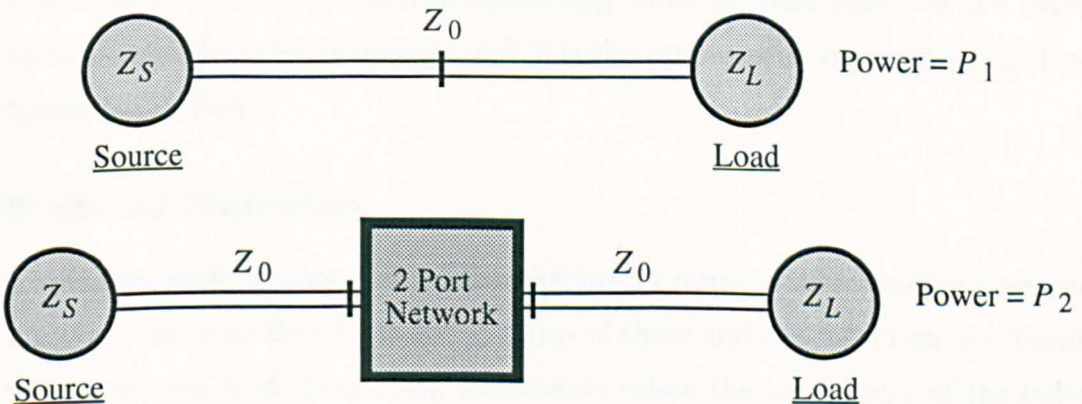 Z0
ZS
ZL
Power = P1
Source
Load
Z0
Z0
ZS
2 Port
Network
ZL
Power = P2
Source
Load